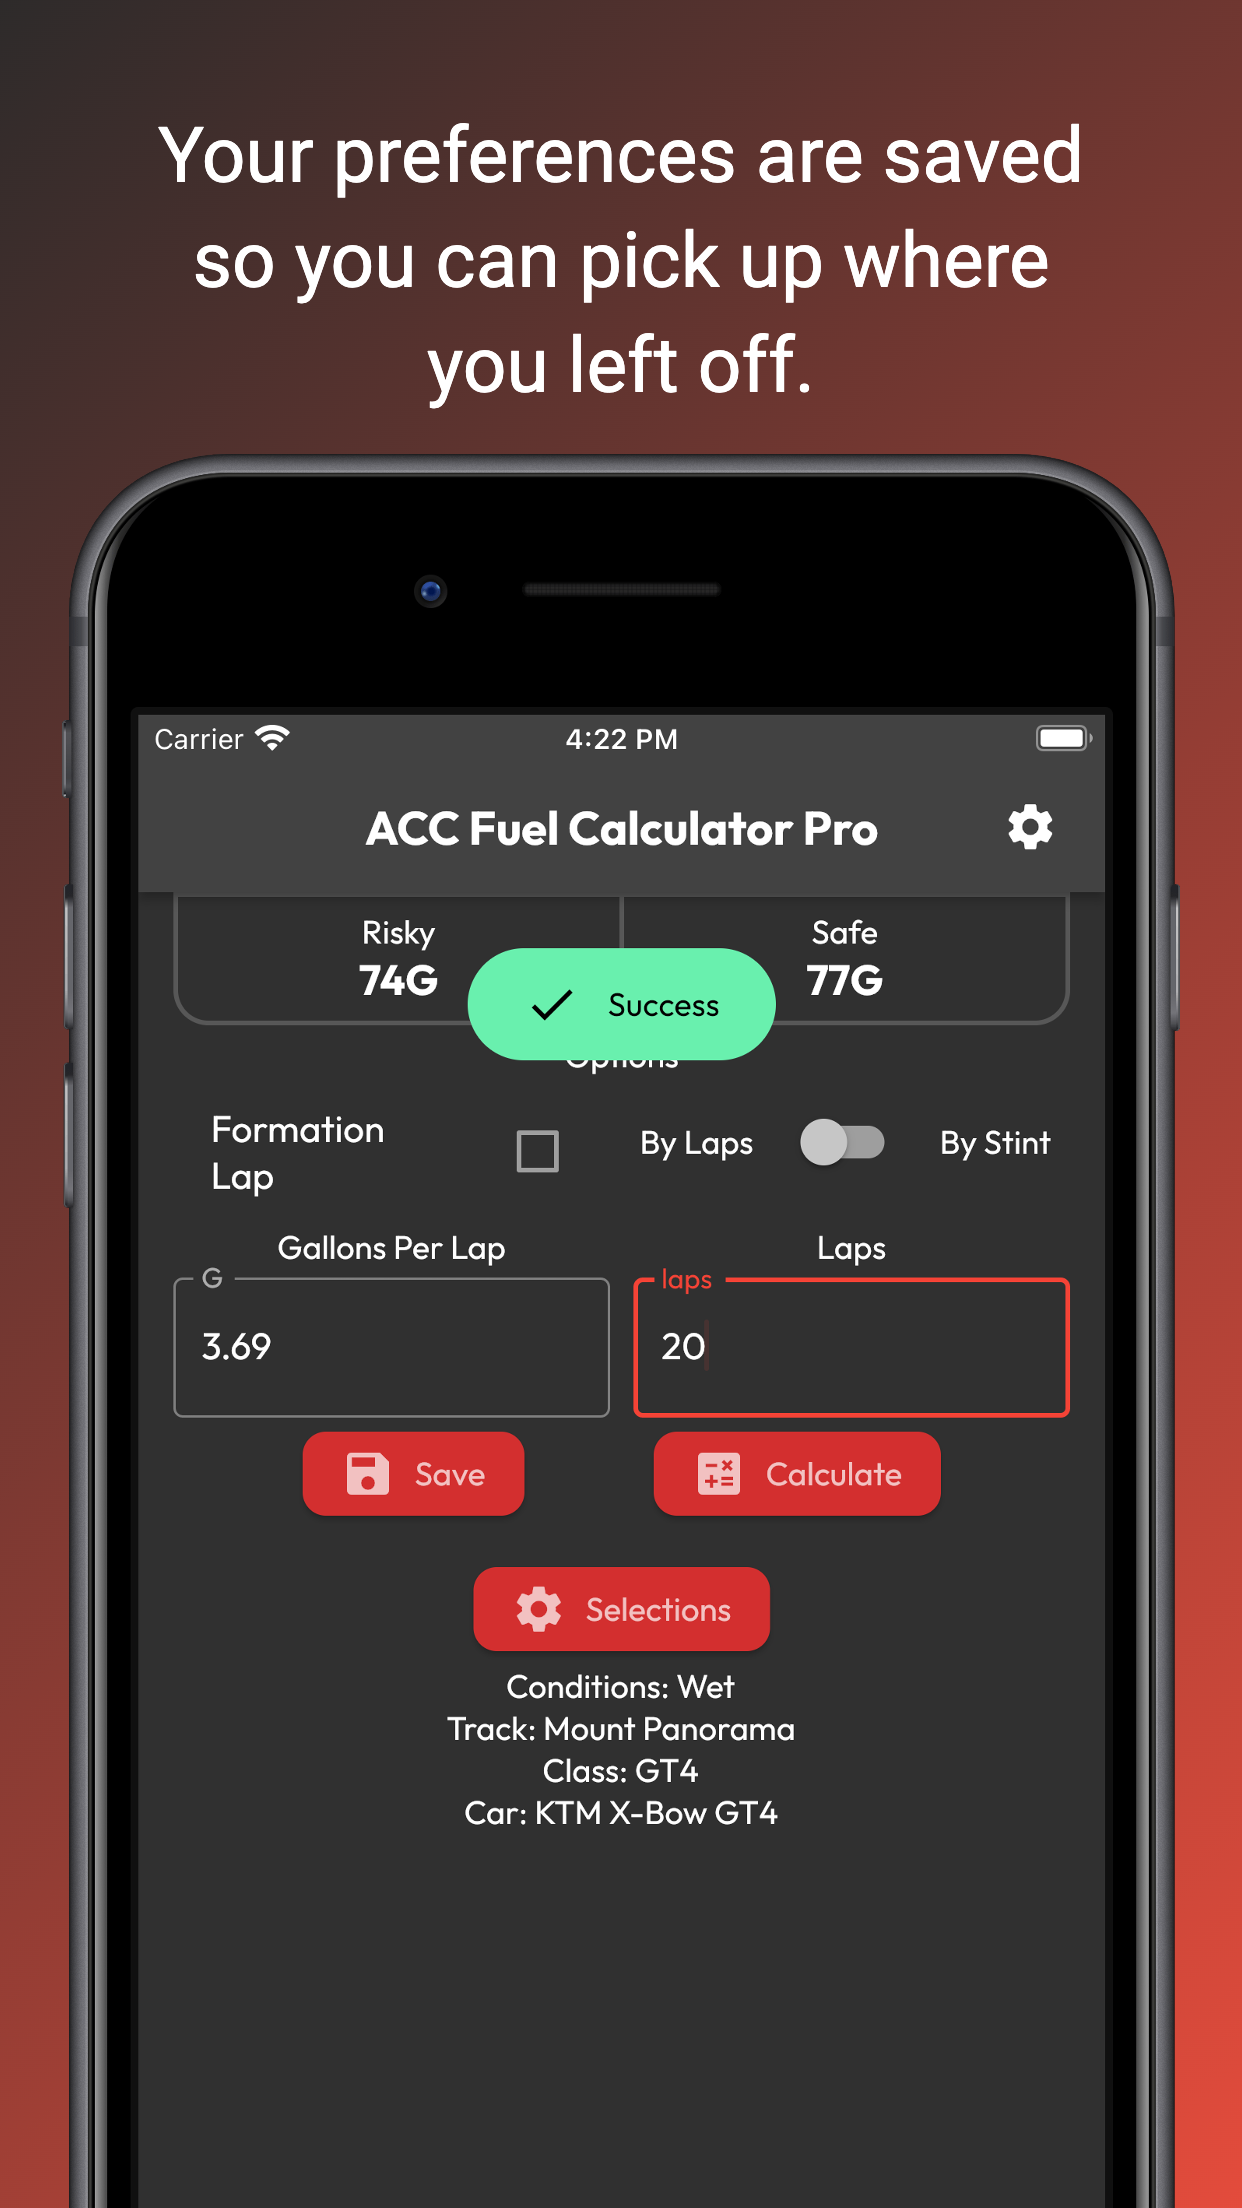 Your preferences are saved
so you can pick up where
you left off.
Carrier 4:22 PM
ACC Fuel Calculator Pro
Risky Safe
74G 77G
Success
Options
Formation
Lap
By Laps By Stint
Gallons Per Lap Laps
G laps
3.69 20
Save Calculate
Selections
Conditions: Wet
Track: Mount Panorama
Class: GT4
Car: KTM X-Bow GT4